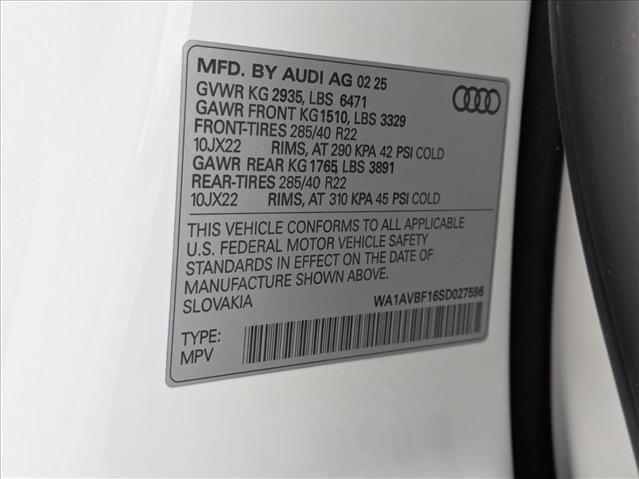 MFD. BY AUDI AG 02 25
GVWR KG 2935, LBS 6471
GAWR FRONT KG1510, LBS 3329
FRONT-TIRES 285/40 R22
10JX22 RIMS, AT 290 KPA 42 PSI COLD
GAWR REAR KG 1765, LBS 3891
REAR-TIRES 285/40 R22
10JX22 RIMS, AT 310 KPA 45 PSI COLD
THIS VEHICLE CONFORMS TO ALL APPLICABLE
U.S. FEDERAL MOTOR VEHICLE SAFETY
STANDARDS IN EFFECT ON THE DATE OF
MANUFACTURE SHOWN ABOVE.
SLOVAKIA
WA1AVBF16SD027596
TYPE:
MPV